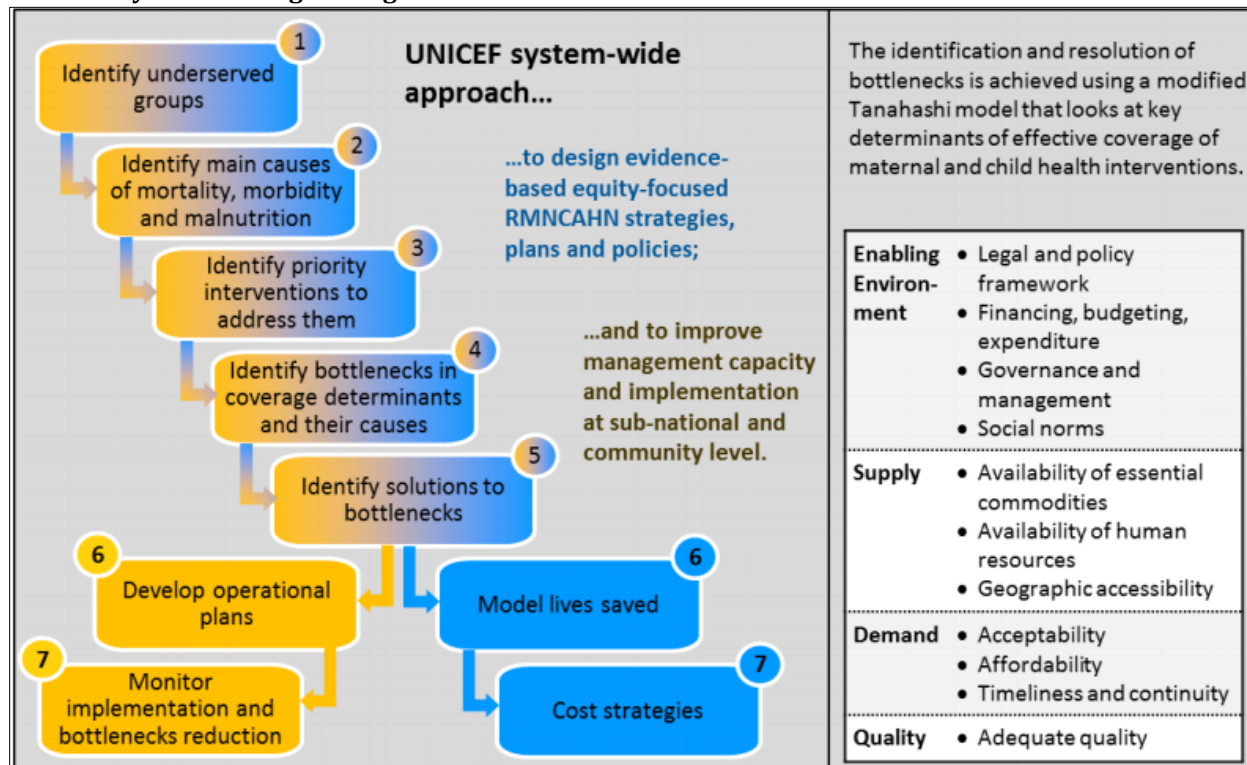 1
Identify underserved
groups
2
Identify main causes
of mortality, morbidity
and malnutrition
3
Identify priority
interventions to
address them
4
Identify bottlenecks in
coverage determinants
and their causes
5
Identify solutions to
bottlenecks
6
Develop operational
plans
7
Monitor
implementation and
bottlenecks reduction
6
Model lives saved
7
Cost strategies
UNICEF system-wide
approach...
...to design evidence-
based equity-focused
RMNCAHN strategies,
plans and policies;
...and to improve
management capacity
and implementation
at sub-national and
community level.
The identification and resolution of
bottlenecks is achieved using a modified
Tanahashi model that looks at key
determinants of effective coverage of
maternal and child health interventions.
Enabling • Legal and policy
Environ- framework
ment • Financing, budgeting,
expenditure
• Governance and
management
• Social norms
Supply • Availability of essential
commodities
• Availability of human
resources
• Geographic accessibility
Demand • Acceptability
• Affordability
• Timeliness and continuity
Quality • Adequate quality